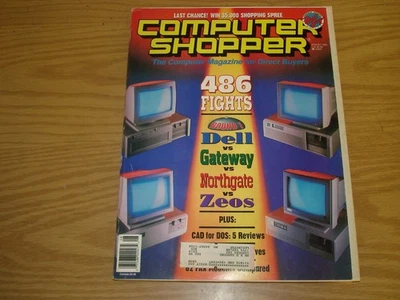 LAST CHANCE! WIN $5,000 SHOPPING SPREE
COMPUTER
SHOPPER
The Computer Magazine for Direct Buyers
486
FIGHTS
Dell
vs
Gateway
vs
Northgate
vs
Zeos
PLUS:
CAD for DOS: 5 Reviews
ves